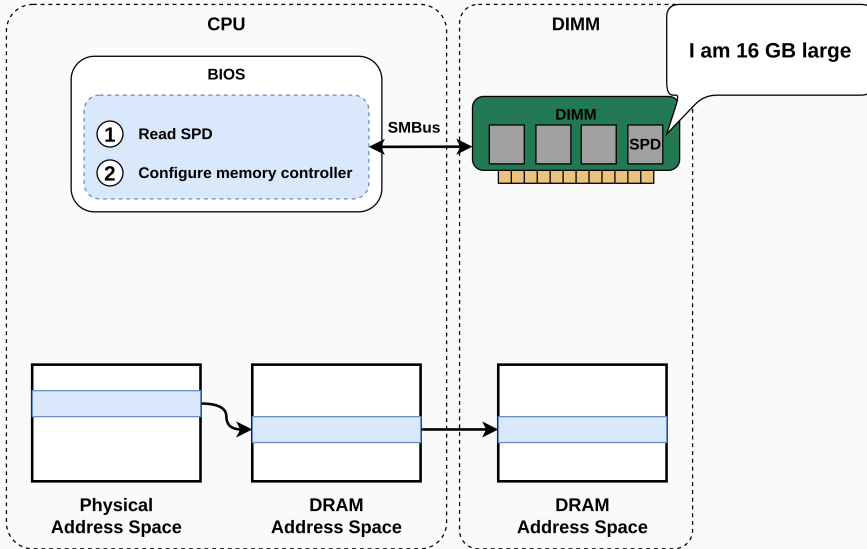 CPU
DIMM
I am 16 GB large
BIOS
1 Read SPD
2 Configure memory controller
SMBus
DIMM
SPD
Physical
Address Space
DRAM
Address Space
DRAM
Address Space